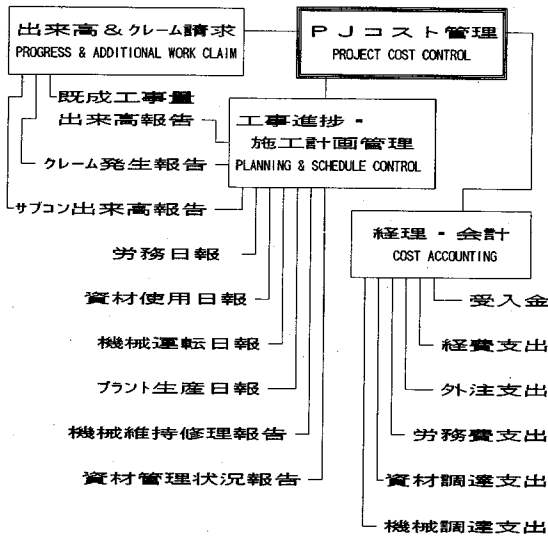 出来高&クレーム請求
PROGRESS & ADDITIONAL WORK CLAIM
PJコスト管理
PROJECT COST CONTROL
既成工事量
出来高報告
クレーム発生報告
サブコン出来高報告
工事進捗・
施工計画管理
PLANNING & SCHEDULE CONTROL
労務日報
資材使用日報
機械運転日報
プラント生産日報
機械維持修理報告
資材管理状況報告
経理・会計
COST ACCOUNTING
受入金
経費支出
外注支出
労務費支出
資材調達支出
機械調達支出